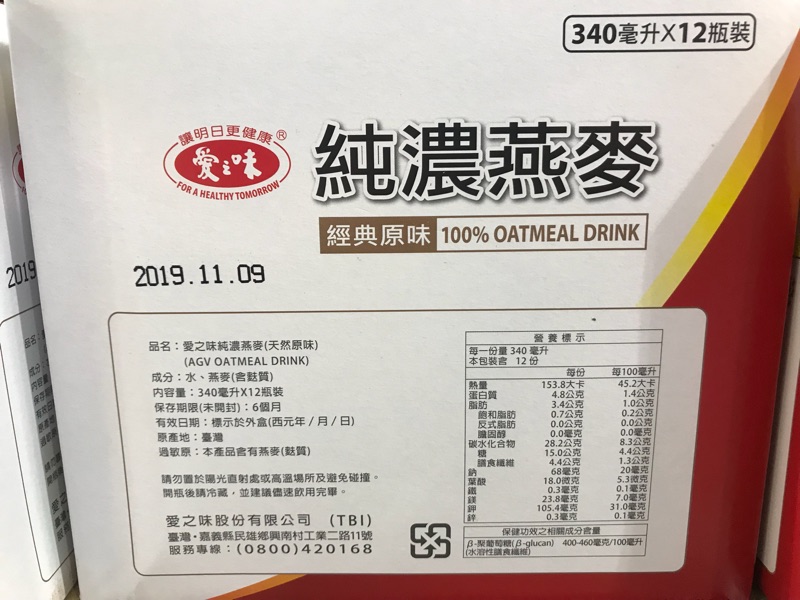 340毫升X12瓶裝
讓明日更健康®
愛之味
FOR A HEALTHY TOMORROW
純濃燕麥
經典原味 100% OATMEAL DRINK
2019.11.09
2019
品名：愛之味純濃燕麥(天然原味)
(AGV OATMEAL DRINK)
成分：水、燕麥(含麩質)
內容量：340毫升X12瓶裝
保存期限(未開封)：6個月
有效日期：標示於外盒(西元年/月/日)
原產地：臺灣
過敏原：本產品含有燕麥(麩質)
請勿置於陽光直射處或高溫場所及避免碰撞。
開瓶後請冷藏，並建議儘速飲用完畢。
愛之味股份有限公司 (TBI)
臺灣・嘉義縣民雄鄉興南村工業二路11號
服務專線：(0800)420168
營養標示
每一份量 340 毫升
本包裝含 12 份
每份 每100毫升
熱量 153.8大卡 45.2大卡
蛋白質 4.8公克 1.4公克
脂肪 3.4公克 1.0公克
飽和脂肪 0.7公克 0.2公克
反式脂肪 0.0公克 0.0公克
膽固醇 0.0毫克 0.0毫克
碳水化合物 28.2公克 8.3公克
糖 15.0公克 4.4公克
膳食纖維 4.4公克 1.3公克
鈉 68毫克 20毫克
葉酸 18.0微克 5.3微克
鐵 0.3毫克 0.1毫克
鎂 23.8毫克 7.0毫克
鉀 105.4毫克 31.0毫克
鋅 0.3毫克 0.1毫克
保健功效之相關成分含量
β-聚葡萄糖(β-glucan) 400-460毫克/100毫升
(水溶性膳食纖維)